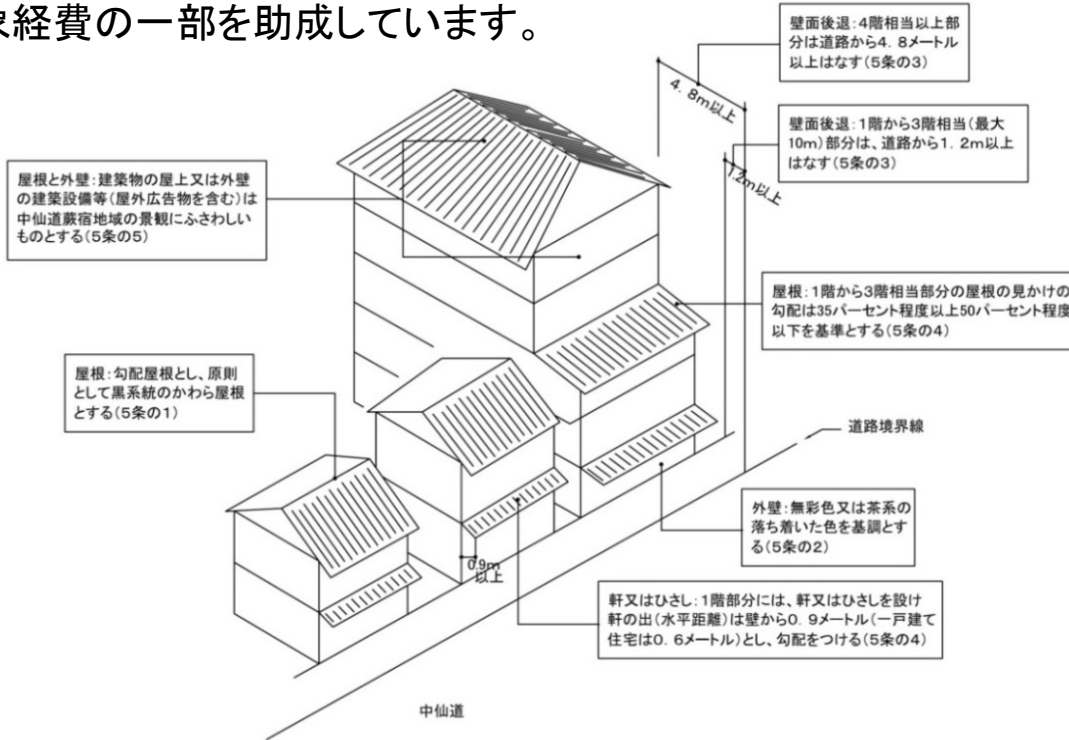 象経費の一部を助成しています。
壁面後退:4階相当以上部
分は道路から4.8メートル
以上はなす(5条の3)
4.8m以上
壁面後退:1階から3階相当(最大
10m)部分は、道路から1.2m以上
はなす(5条の3)
1.2m以上
屋根と外壁:建築物の屋上又は外壁
の建築設備等(屋外広告物を含む)は
中仙道蕨宿地域の景観にふさわしい
ものとする(5条の5)
屋根:1階から3階相当部分の屋根の見かけの
勾配は35パーセント程度以上50パーセント程度
以下を基準とする(5条の4)
屋根:勾配屋根とし、原則
として黒系統のかわら屋根
とする(5条の1)
道路境界線
外壁:無彩色又は茶系の
落ち着いた色を基調とす
る(5条の2)
0.9m
以上
軒又はひさし:1階部分には、軒又はひさしを設け
軒の出(水平距離)は壁から0.9メートル(一戸建て
住宅は0.6メートル)とし、勾配をつける(5条の4)
中仙道